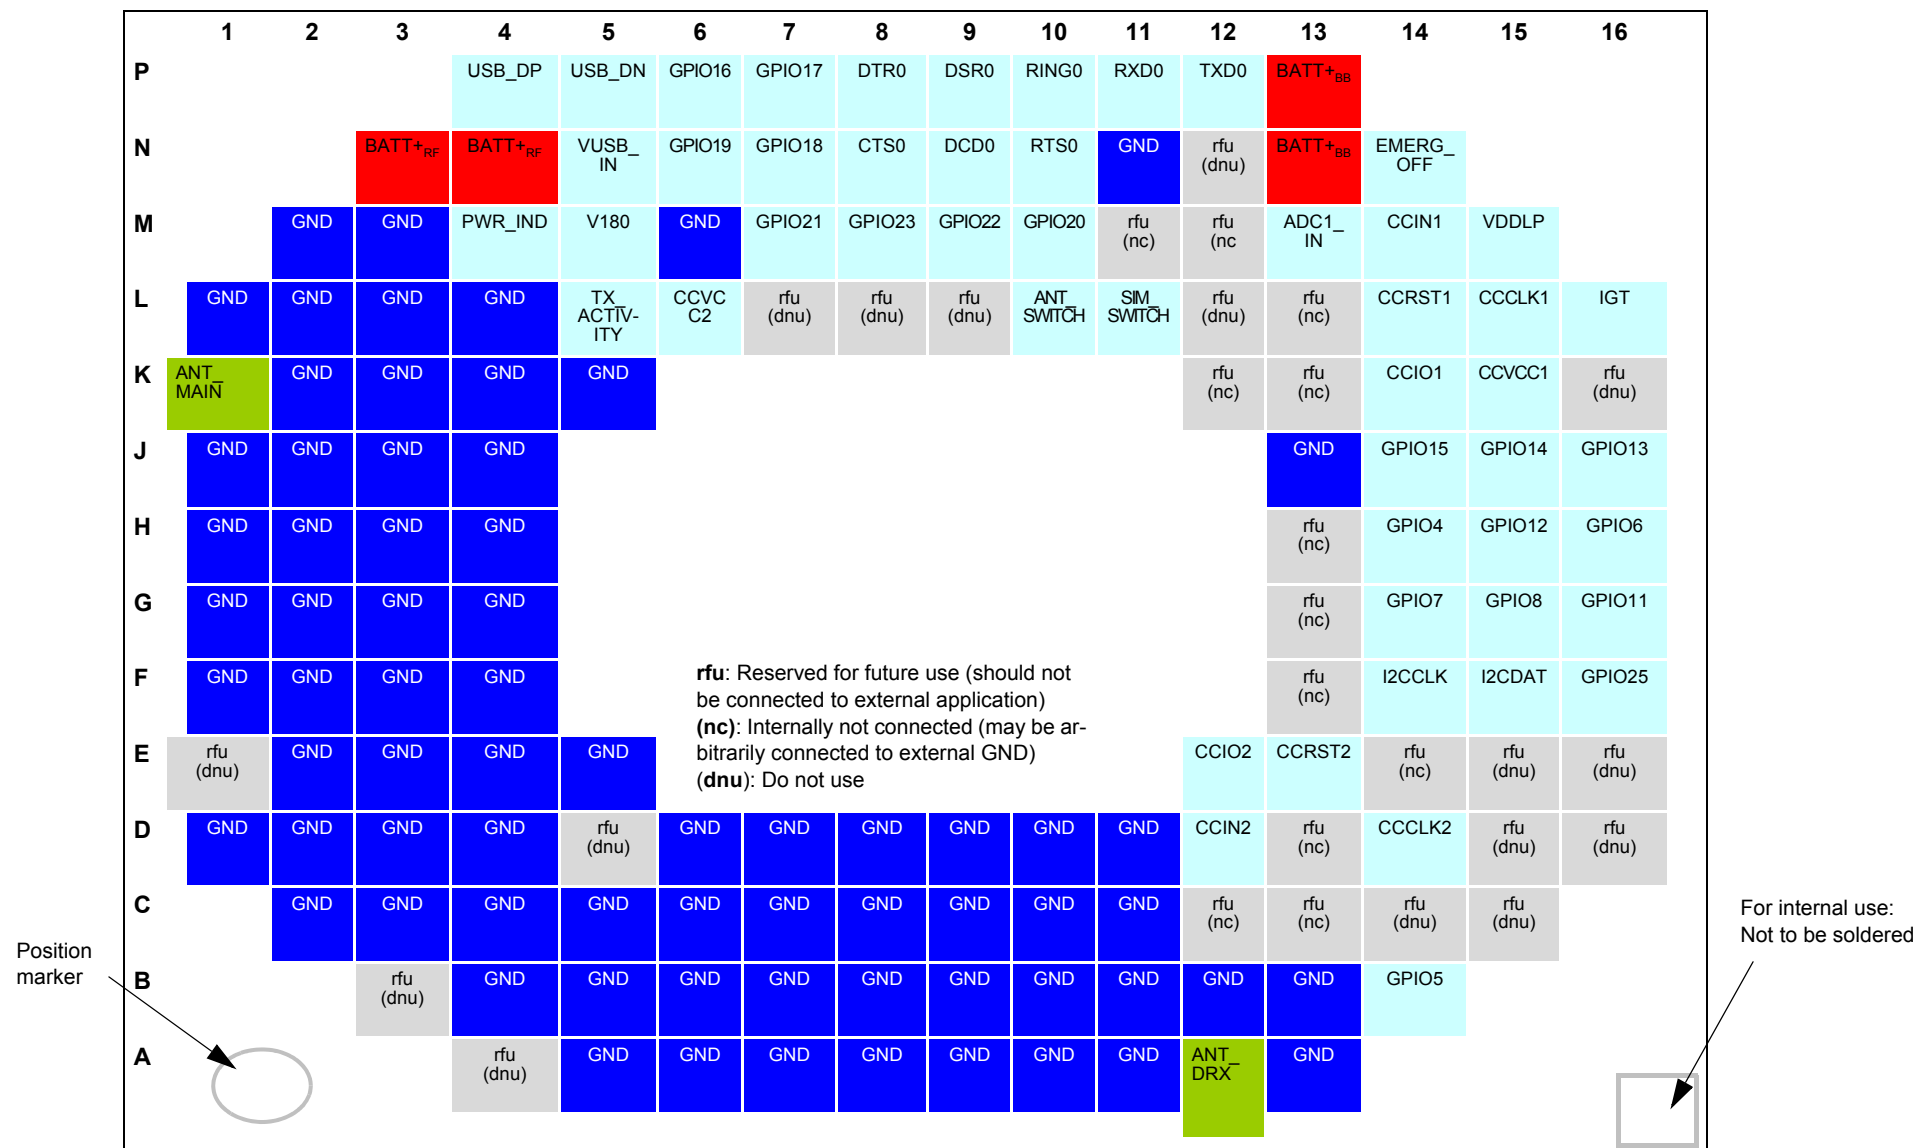 1 2 3 4 5 6 7 8 9 10 11 12 13 14 15 16
P USB_DP USB_DN GPIO16 GPIO17 DTR0 DSR0 RING0 RXD0 TXD0 BATT+BB
N BATT+RF BATT+RF VUSB_IN GPIO19 GPIO18 CTS0 DCD0 RTS0 GND rfu (dnu) BATT+BB EMERG_OFF
M GND GND PWR_IND V180 GND GPIO21 GPIO23 GPIO22 GPIO20 rfu (nc) rfu (nc ADC1_IN CCIN1 VDDLP
L GND GND GND GND TX_ACTIV-ITY CCVCC2 rfu (dnu) rfu (dnu) rfu (dnu) ANT_SWITCH SIM_SWITCH rfu (dnu) rfu (nc) CCRST1 CCCLK1 IGT
K ANT_MAIN GND GND GND GND rfu (nc) rfu (nc) CCIO1 CCVCC1 rfu (dnu)
J GND GND GND GND GND GPIO15 GPIO14 GPIO13
H GND GND GND GND rfu (nc) GPIO4 GPIO12 GPIO6
G GND GND GND GND rfu (nc) GPIO7 GPIO8 GPIO11
F GND GND GND GND rfu (nc) I2CCLK I2CDAT GPIO25
rfu: Reserved for future use (should not
be connected to external application)
(nc): Internally not connected (may be ar-
bitrarily connected to external GND)
(dnu): Do not use
E rfu (dnu) GND GND GND GND CCIO2 CCRST2 rfu (nc) rfu (dnu) rfu (dnu)
D GND GND GND GND rfu (dnu) GND GND GND GND GND GND CCIN2 rfu (nc) CCCLK2 rfu (dnu) rfu (dnu)
C GND GND GND GND GND GND GND GND GND GND rfu (nc) rfu (nc) rfu (dnu) rfu (dnu)
B rfu (dnu) GND GND GND GND GND GND GND GND GND GND GPIO5
A rfu (dnu) GND GND GND GND GND GND GND ANT_DRX GND
Position
marker
For internal use:
Not to be soldered